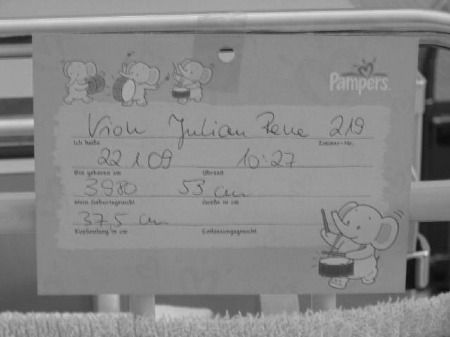 Pampers.
Viok Julian Rene 219
Ich heiße Zimmer-Nr.
22 1 09 10:27
Bin geboren am Uhrzeit
3980 53 cm
Mein Geburtsgewicht Größe in cm
37,5 cm
Kopfumfang in cm Entlassungsgewicht